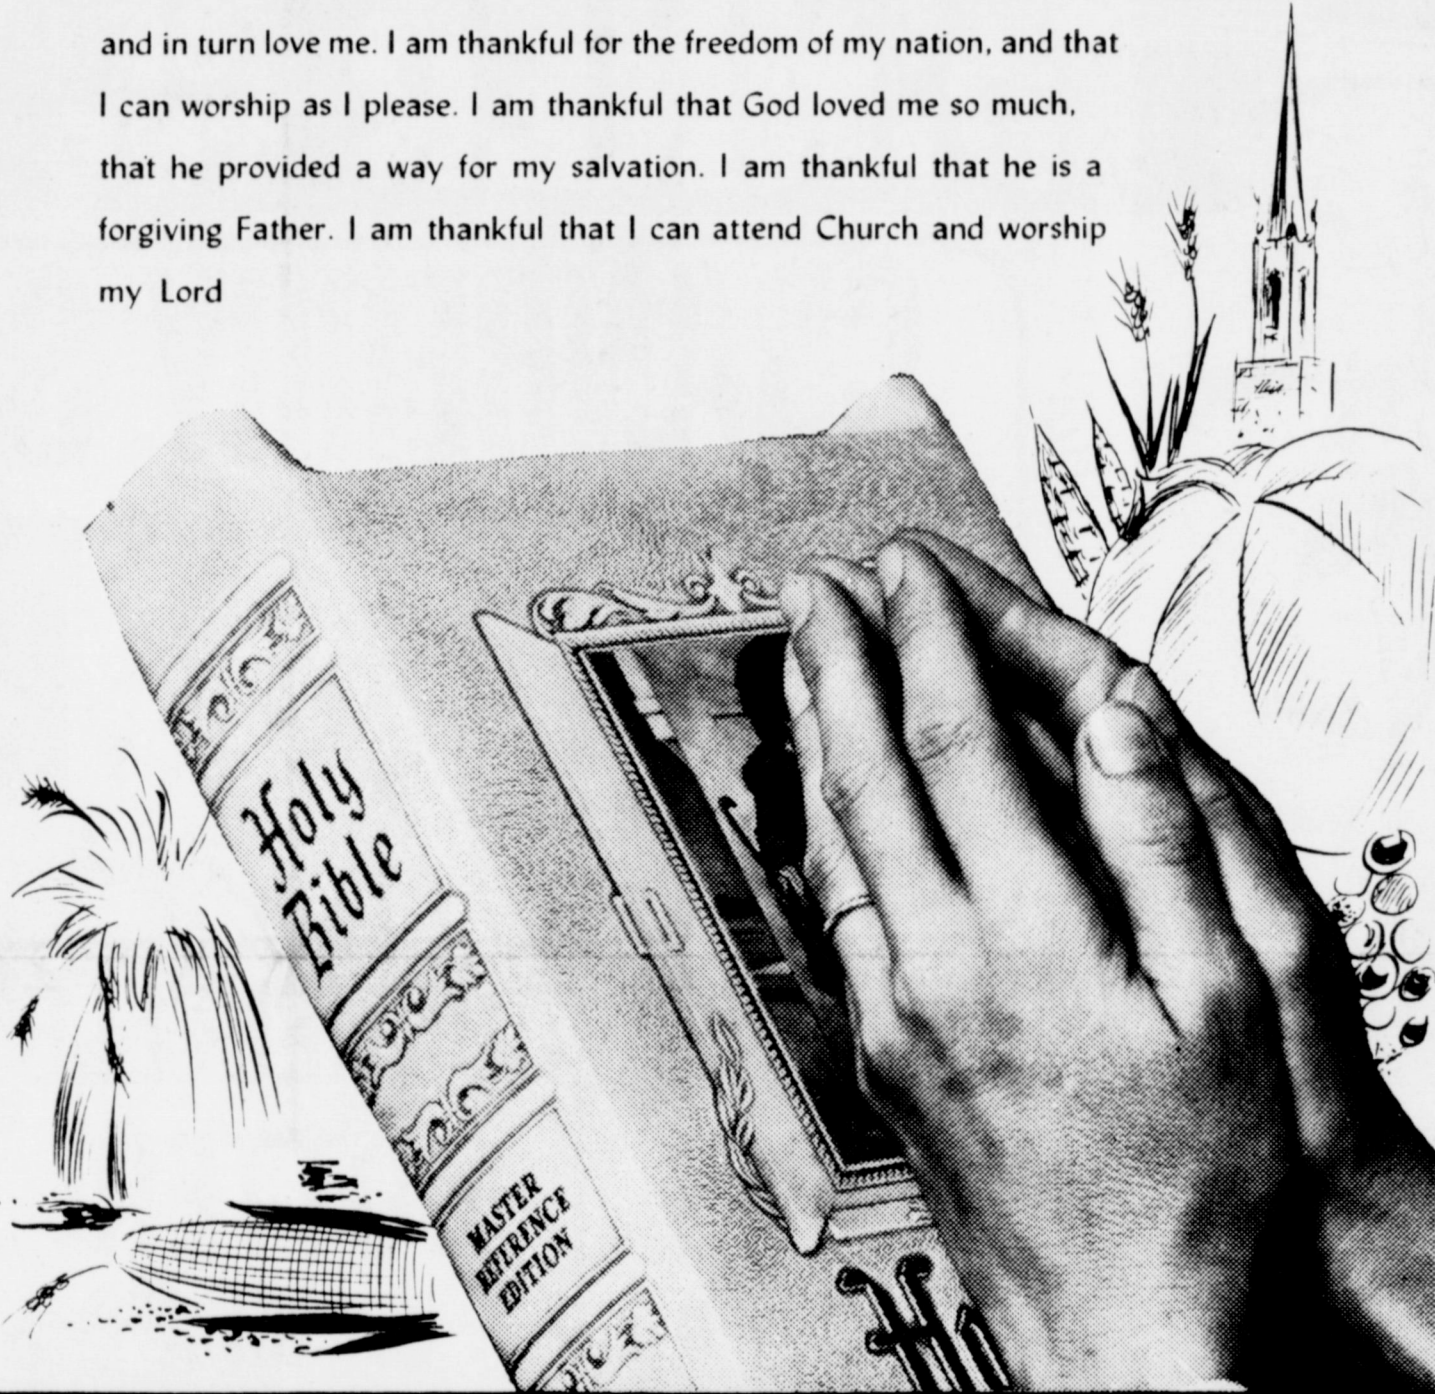 and in turn love me. I am thankful for the freedom of my nation, and that
I can worship as I please. I am thankful that God loved me so much,
that he provided a way for my salvation. I am thankful that he is a
forgiving Father. I am thankful that I can attend Church and worship
my Lord
Holy
Bible
MASTER
REFERENCE
EDITION